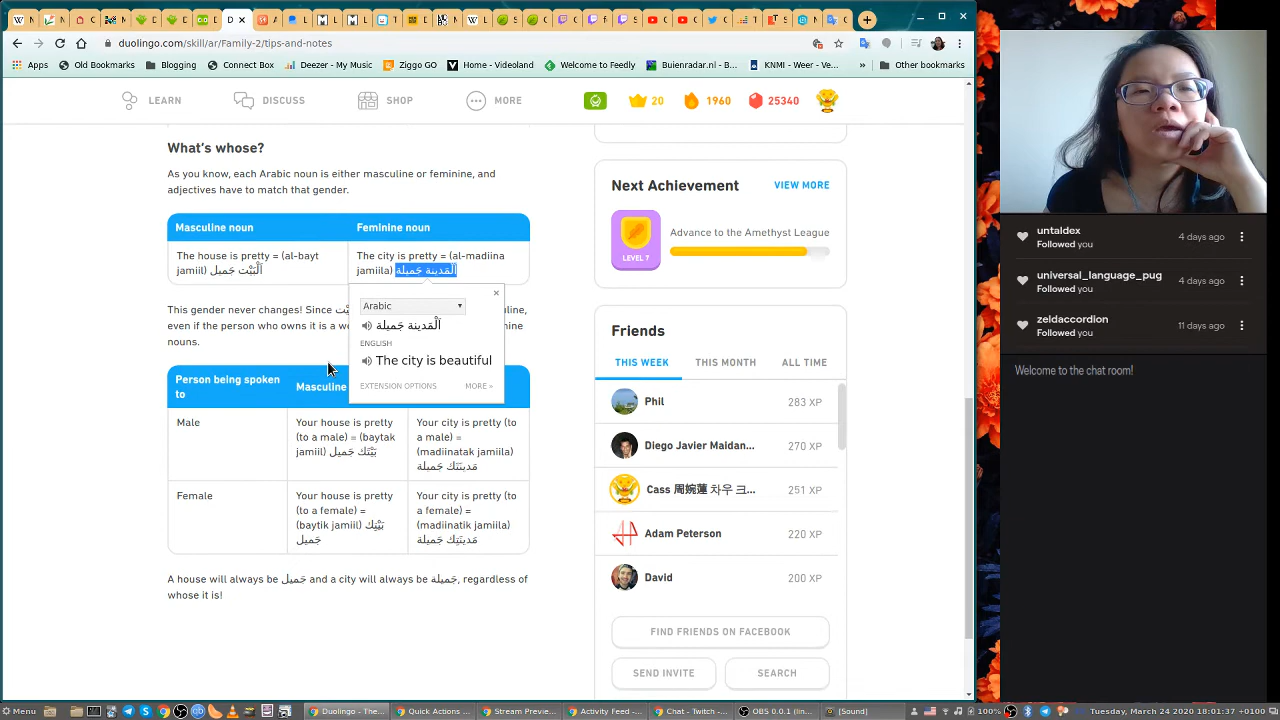 D
duolingo.com/skill/ar/Family-2/tips-and-notes
Apps
Old Bookmarks
Blogging
Connect Box
Deezer - My Music
Ziggo GO
Home - Videoland
Welcome to Feedly
Buienradar.nl - B...
KNMI - Weer - Ve...
»
Other bookmarks
LEARN
DISCUSS
SHOP
MORE
20
1960
25340
What's whose?
As you know, each Arabic noun is either masculine or feminine, and
adjectives have to match that gender.
Masculine noun
Feminine noun
The house is pretty = (al-bayt
jamiil) اَلْبَيْت جَميل
The city is pretty = (al-madiina
jamiila) اَلْمَدينة جَميلة
Arabic
اَلْمَدينة جَميلة
ENGLISH
The city is beautiful
EXTENSION OPTIONS
MORE »
This gender never changes! Since
even if the person who owns it is a
nouns.
Person being spoken
to
Masculine
Male
Your house is pretty
(to a male) = (baytak
jamiil) بَيْتَك جَميل
Your city is pretty (to
a male) =
(madiinatak jamiila)
مَدينَتَك جَميلة
Female
Your house is pretty
(to a female) =
(baytik jamiil) بَيْتِك
جَميل
Your city is pretty (to
a female) =
(madiinatik jamiila)
مَدينَتِك جَميلة
A house will always be جَميل and a city will always be جَميلة, regardless of
whose it is!
Next Achievement
VIEW MORE
LEVEL 7
Advance to the Amethyst League
Friends
THIS WEEK
THIS MONTH
ALL TIME
Phil
283 XP
Diego Javier Maidan...
270 XP
Cass 周婉蓮 차우 크...
251 XP
Adam Peterson
220 XP
David
200 XP
FIND FRIENDS ON FACEBOOK
SEND INVITE
SEARCH
untaldex
Followed you
4 days ago
universal_language_pug
Followed you
4 days ago
zeldaccordion
Followed you
11 days ago
Welcome to the chat room!
Menu
Duolingo - The...
Quick Actions ...
Stream Preview...
Activity Feed -...
Chat - Twitch -...
OBS 0.0.1 (lin...
[Sound]
100%
Tuesday, March 24 2020 18:01:37 +0100